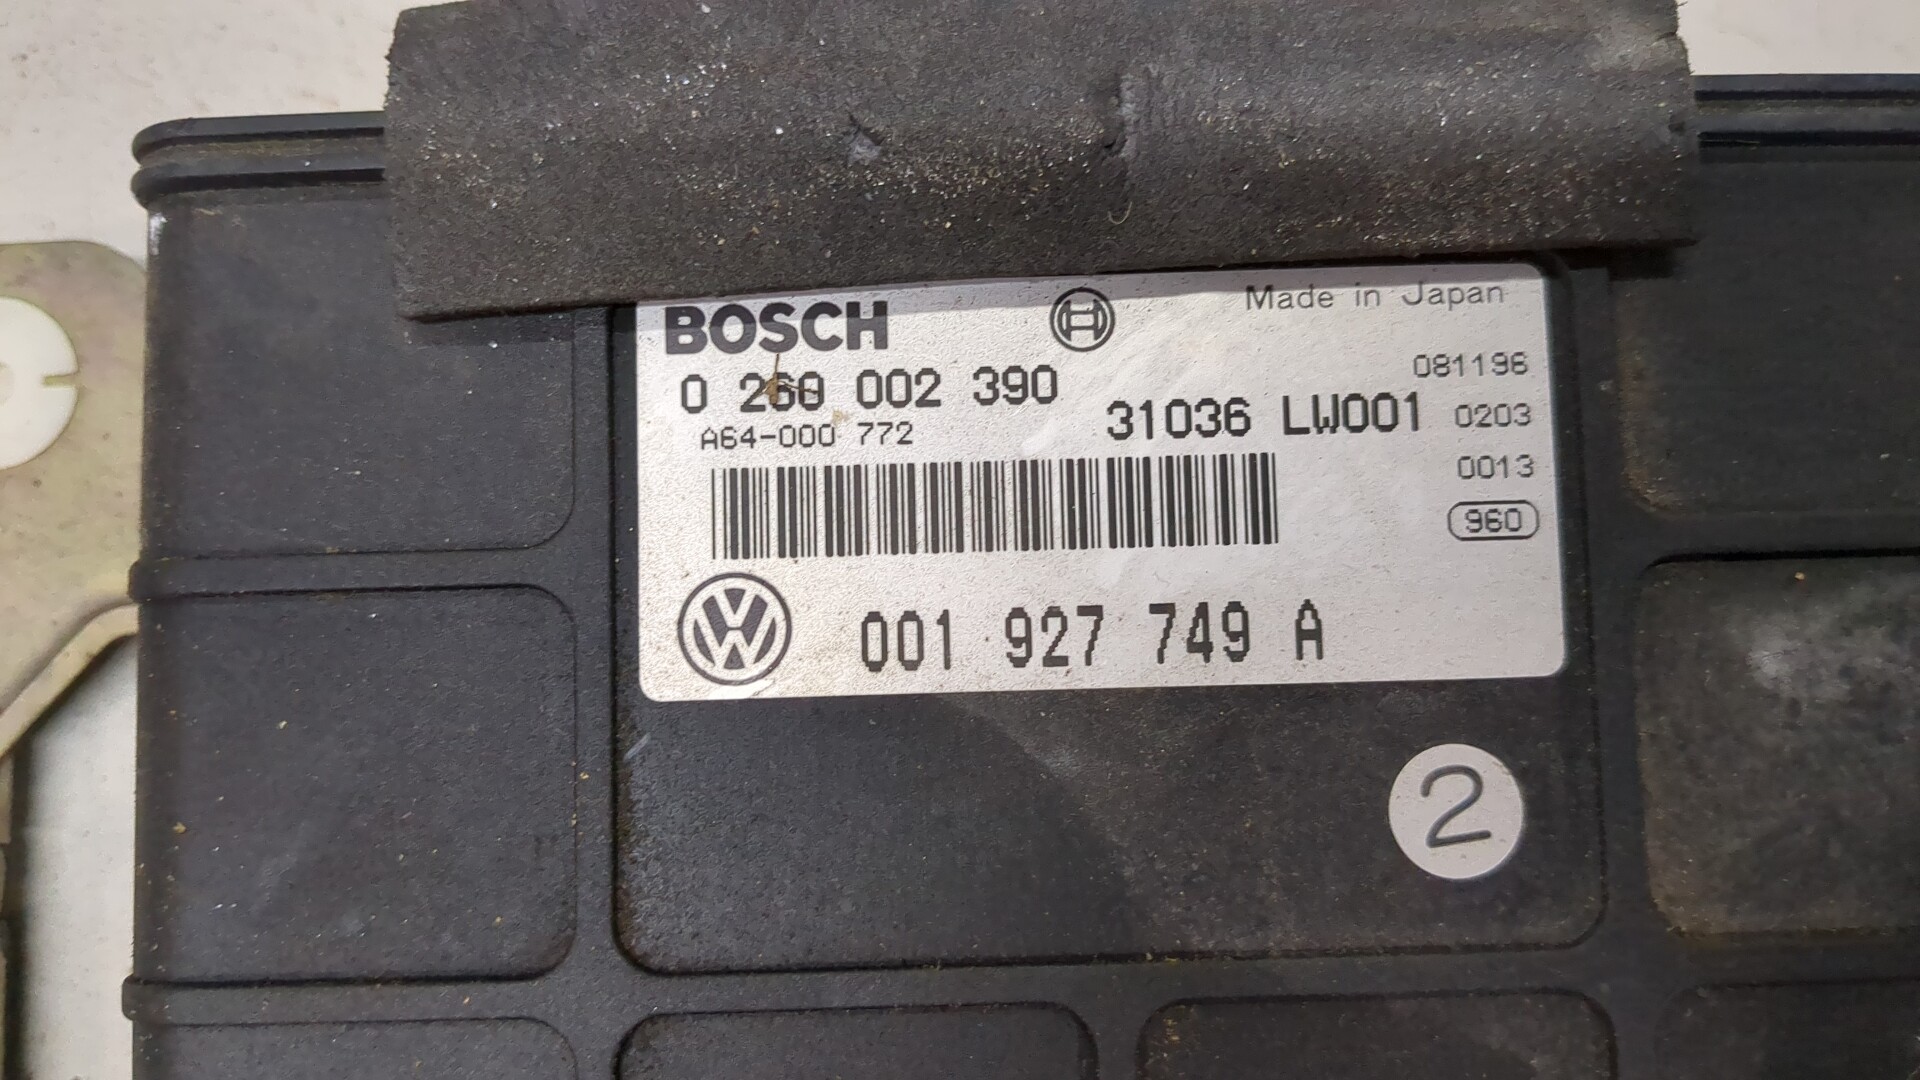 BOSCH
Made in Japan
0 260 002 390
081196
A64-000 772
31036 LW001 0203
0013
960
001 927 749 A
2